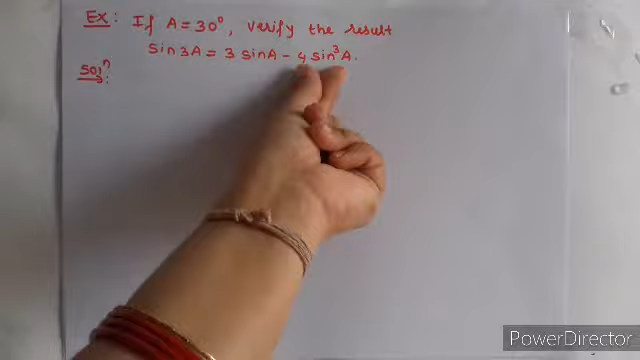 Ex: If A = 30°, verify the result
Sin 3A = 3 sinA - 4 sin³A.
Solⁿ:
PowerDirector